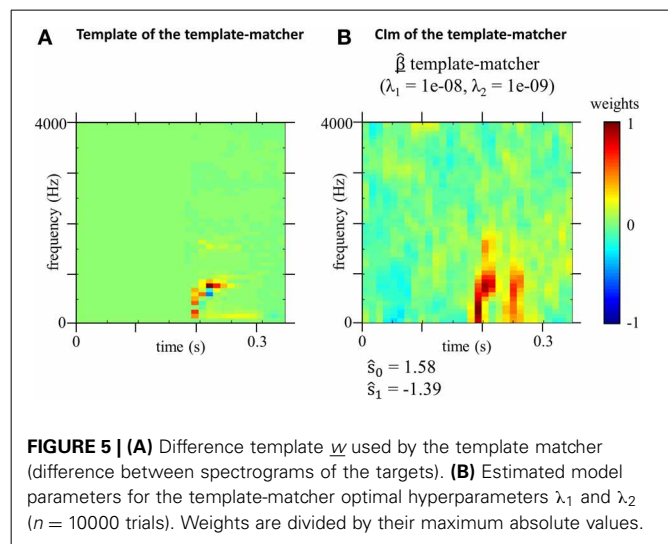 A Template of the template-matcher
B CIm of the template-matcher
β̂ template-matcher
(λ1 = 1e-08, λ2 = 1e-09)
weights
4000
frequency (Hz)
0
0
time (s)
0.3
4000
frequency (Hz)
0
0
time (s)
0.3
1
0
-1
ŝ0 = 1.58
ŝ1 = -1.39
FIGURE 5 | (A) Difference template w used by the template matcher
(difference between spectrograms of the targets). (B) Estimated model
parameters for the template-matcher optimal hyperparameters λ1 and λ2
(n = 10000 trials). Weights are divided by their maximum absolute values.